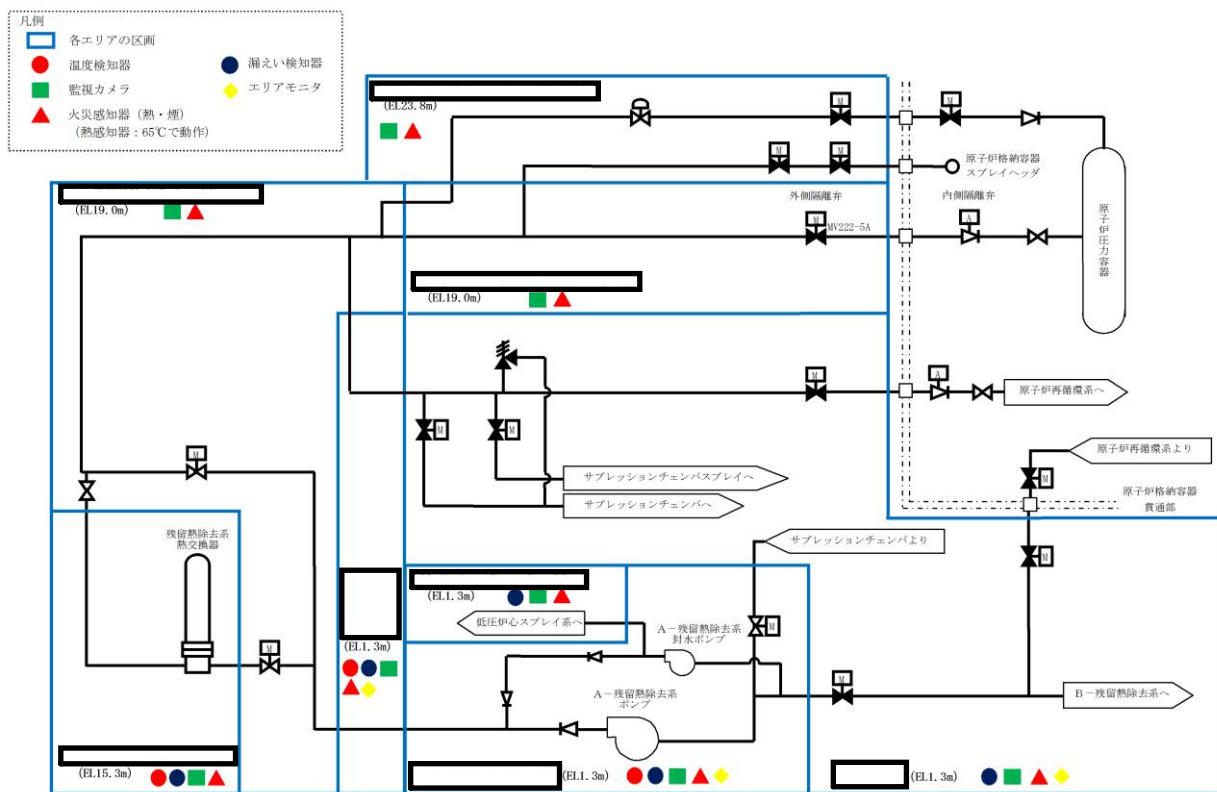 凡例
各エリアの区画
温度検知器
漏えい検知器
監視カメラ
エリアモニタ
火災感知器（熱・煙）
（熱感知器：65℃で動作）
(EL23.8m)
M
M
M
M
原子炉格納容器
スプレイヘッダ
(EL19.0m)
外側隔離弁
内側隔離弁
M
MV222-5A
A
原子炉圧力容器
(EL19.0m)
M
A
原子炉再循環系へ
M
M
M
原子炉再循環系より
サプレッションチェンバスプレイへ
M
サプレッションチェンバへ
原子炉格納容器
貫通部
残留熱除去系
熱交換器
サプレッションチェンバより
M
(EL1.3m)
低圧炉心スプレイ系へ
A－残留熱除去系
封水ポンプ
M
(EL1.3m)
M
M
A－残留熱除去系
ポンプ
B－残留熱除去系へ
(EL15.3m)
(EL1.3m)
(EL1.3m)